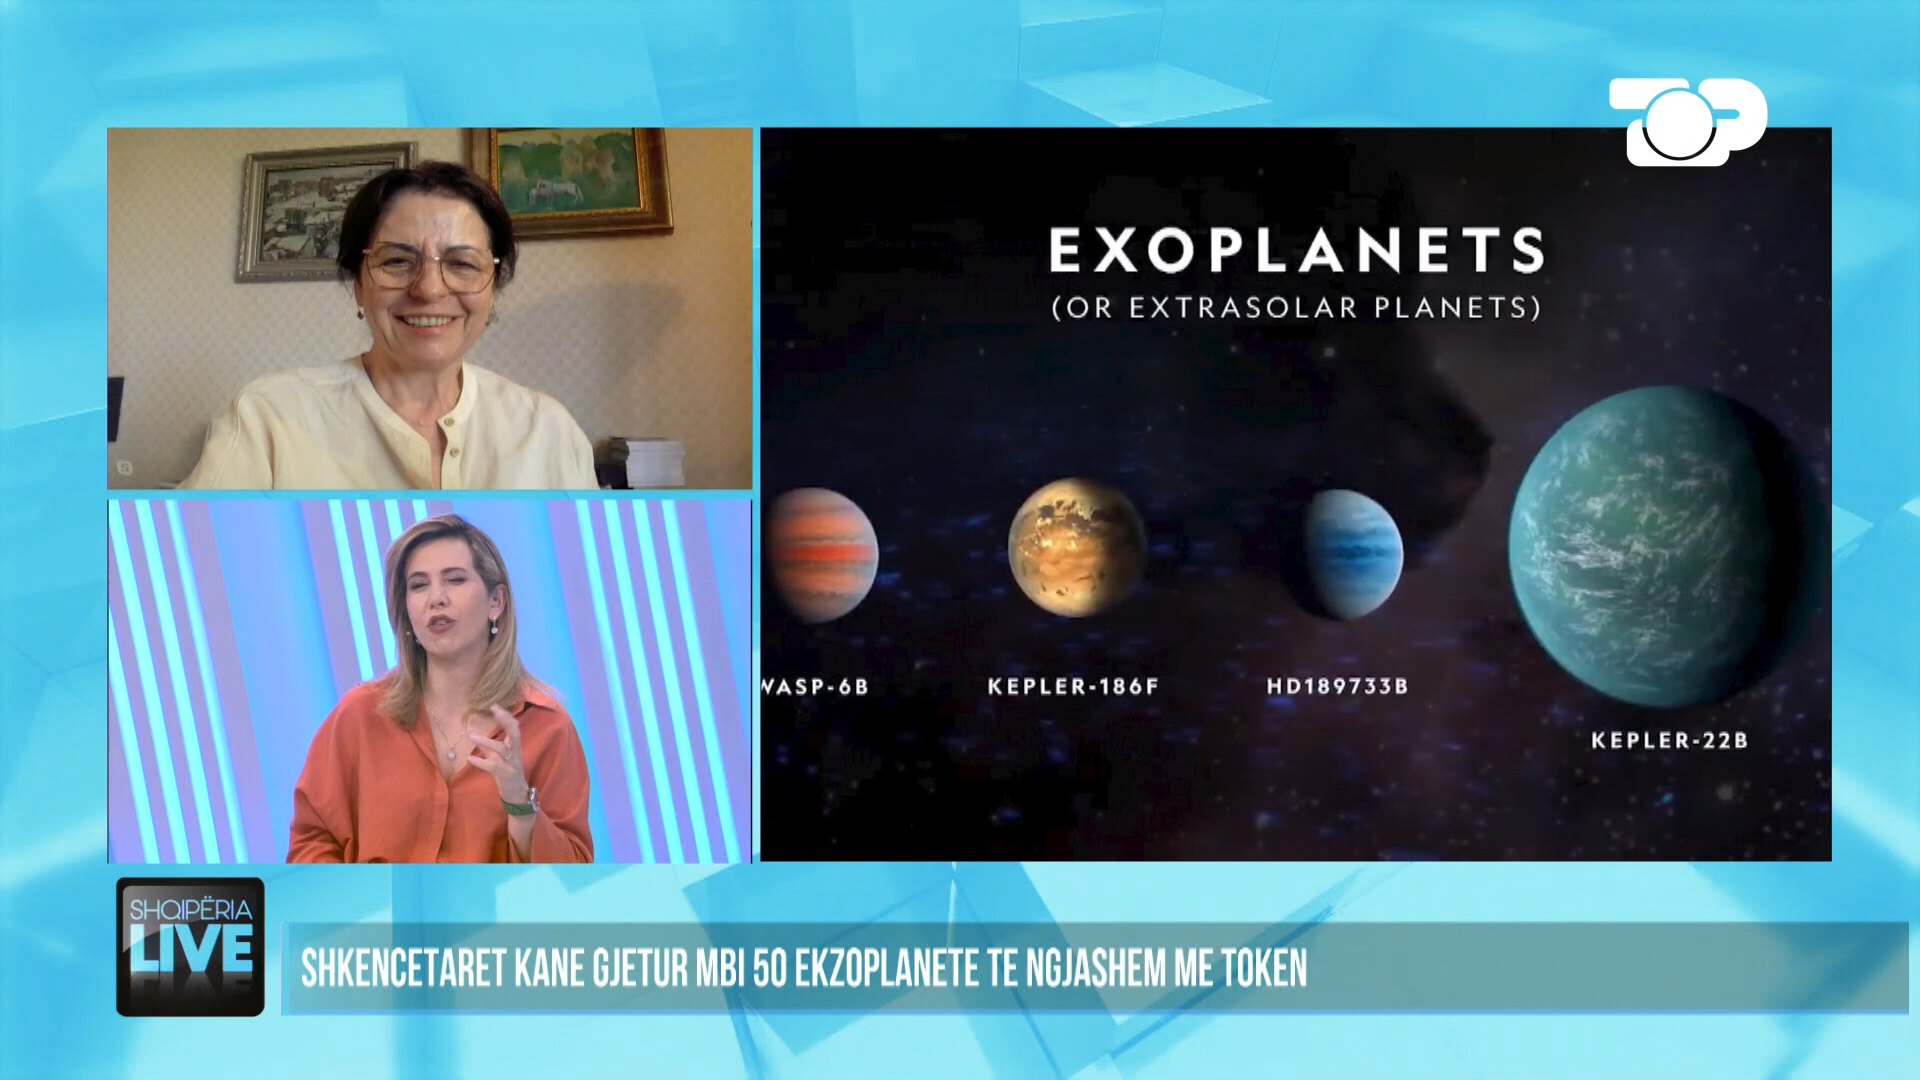 TOP
EXOPLANETS
(OR EXTRASOLAR PLANETS)
WASP-6B
KEPLER-186F
HD189733B
KEPLER-22B
SHQIPËRIA
LIVE
SHKENCETARET KANE GJETUR MBI 50 EKZOPLANETE TE NGJASHEM ME TOKEN